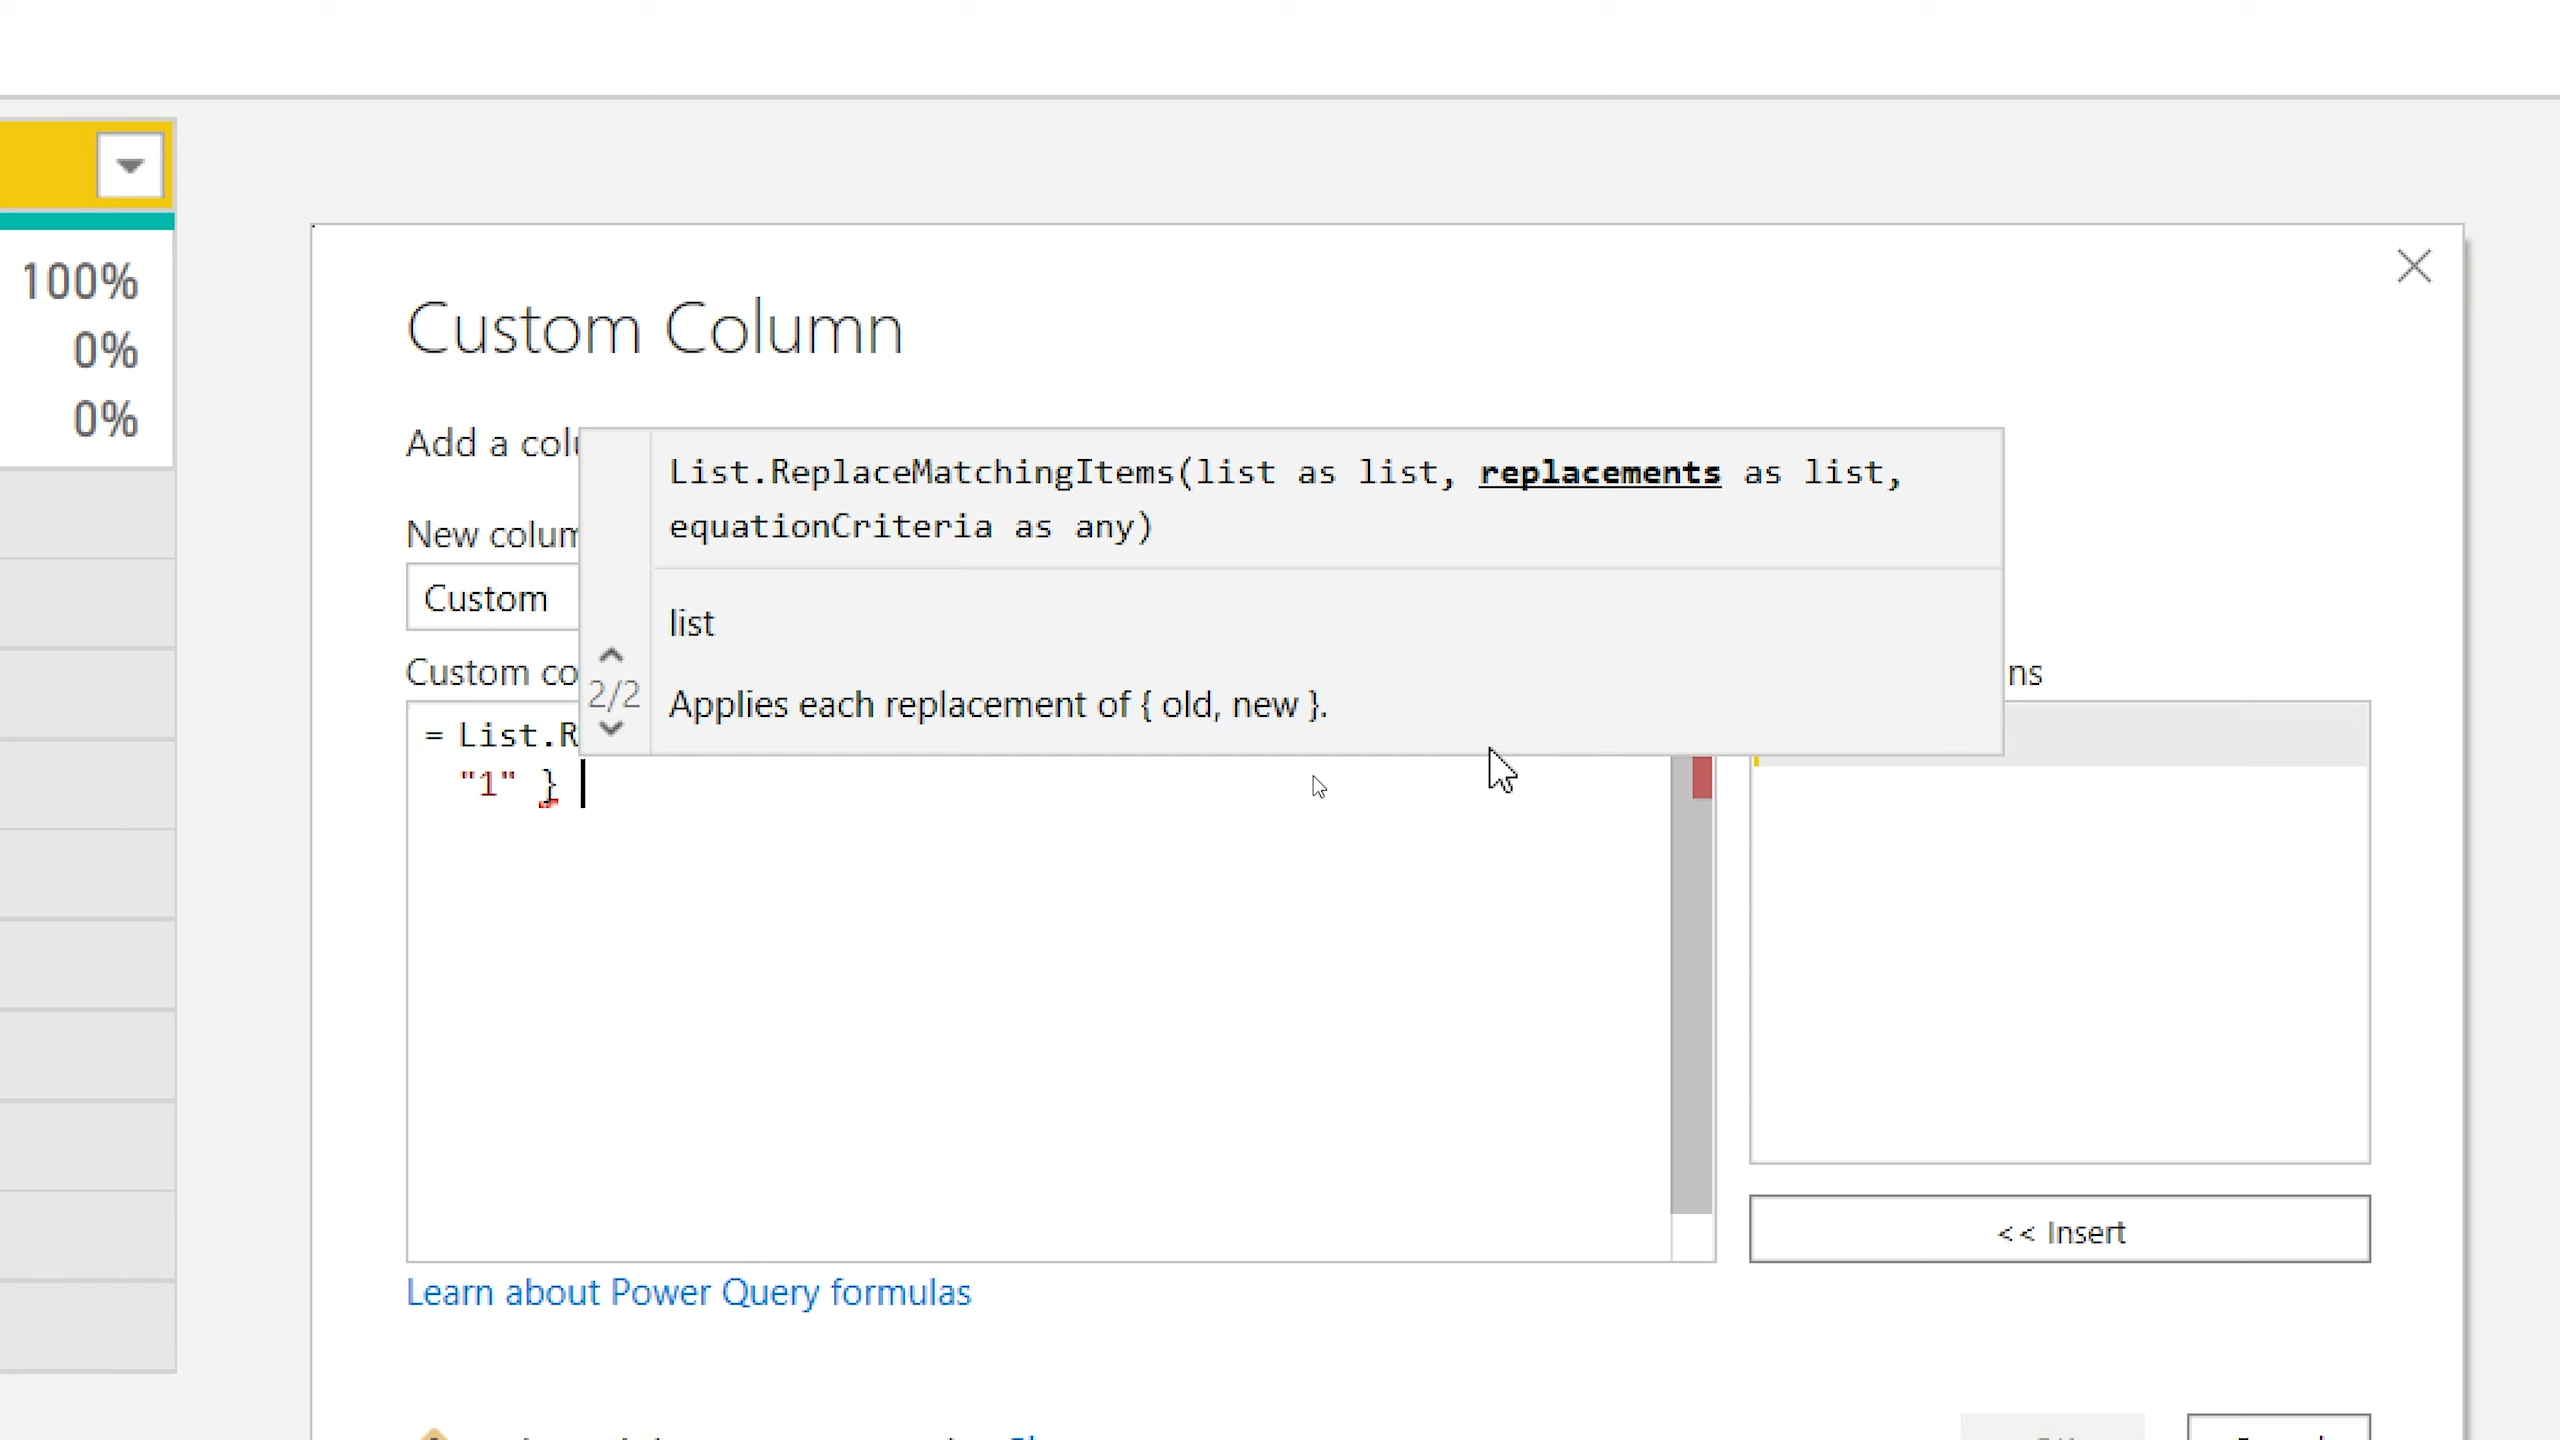 100%
0%
0%
Custom Column
Add a colu
List.ReplaceMatchingItems(list as list, replacements as list,
equationCriteria as any)
New colum
Custom
list
Custom co
2/2
Applies each replacement of { old, new }.
ns
= List.R
"1" }
<< Insert
Learn about Power Query formulas